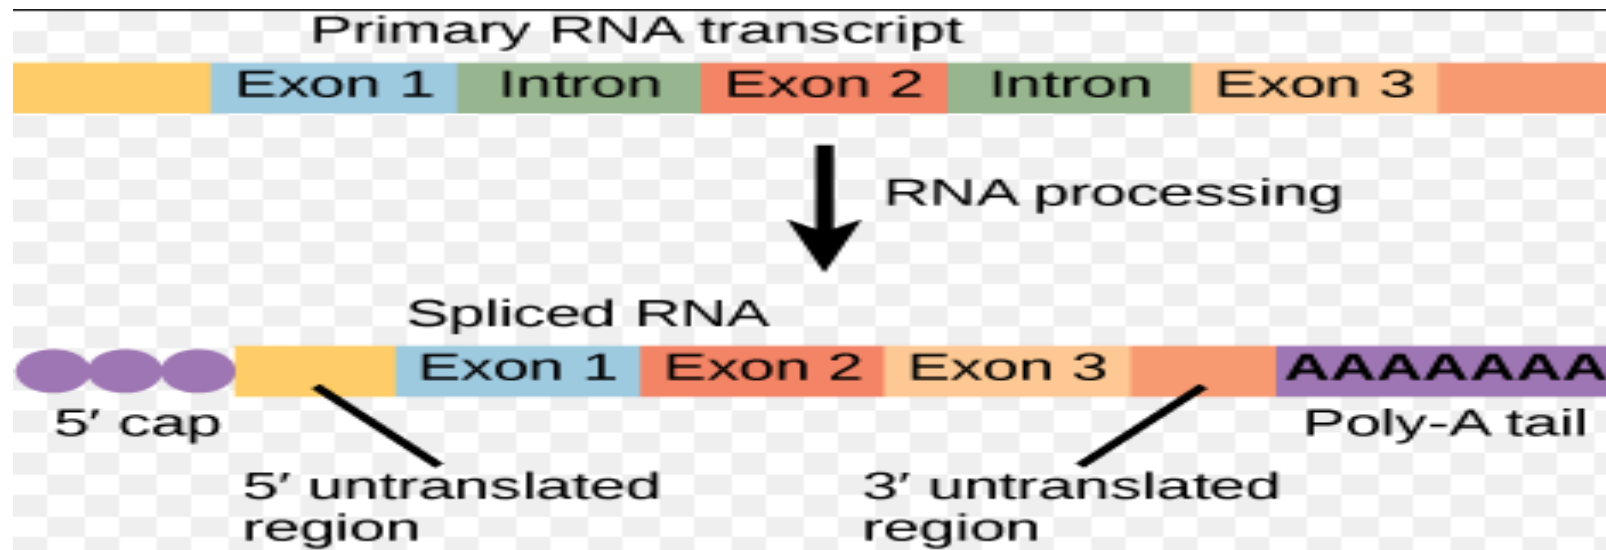 Primary RNA transcript
Exon 1 Intron Exon 2 Intron Exon 3
RNA processing
Spliced RNA
Exon 1 Exon 2 Exon 3 AAAAAAA
5′ cap Poly-A tail
5′ untranslated region
3′ untranslated region